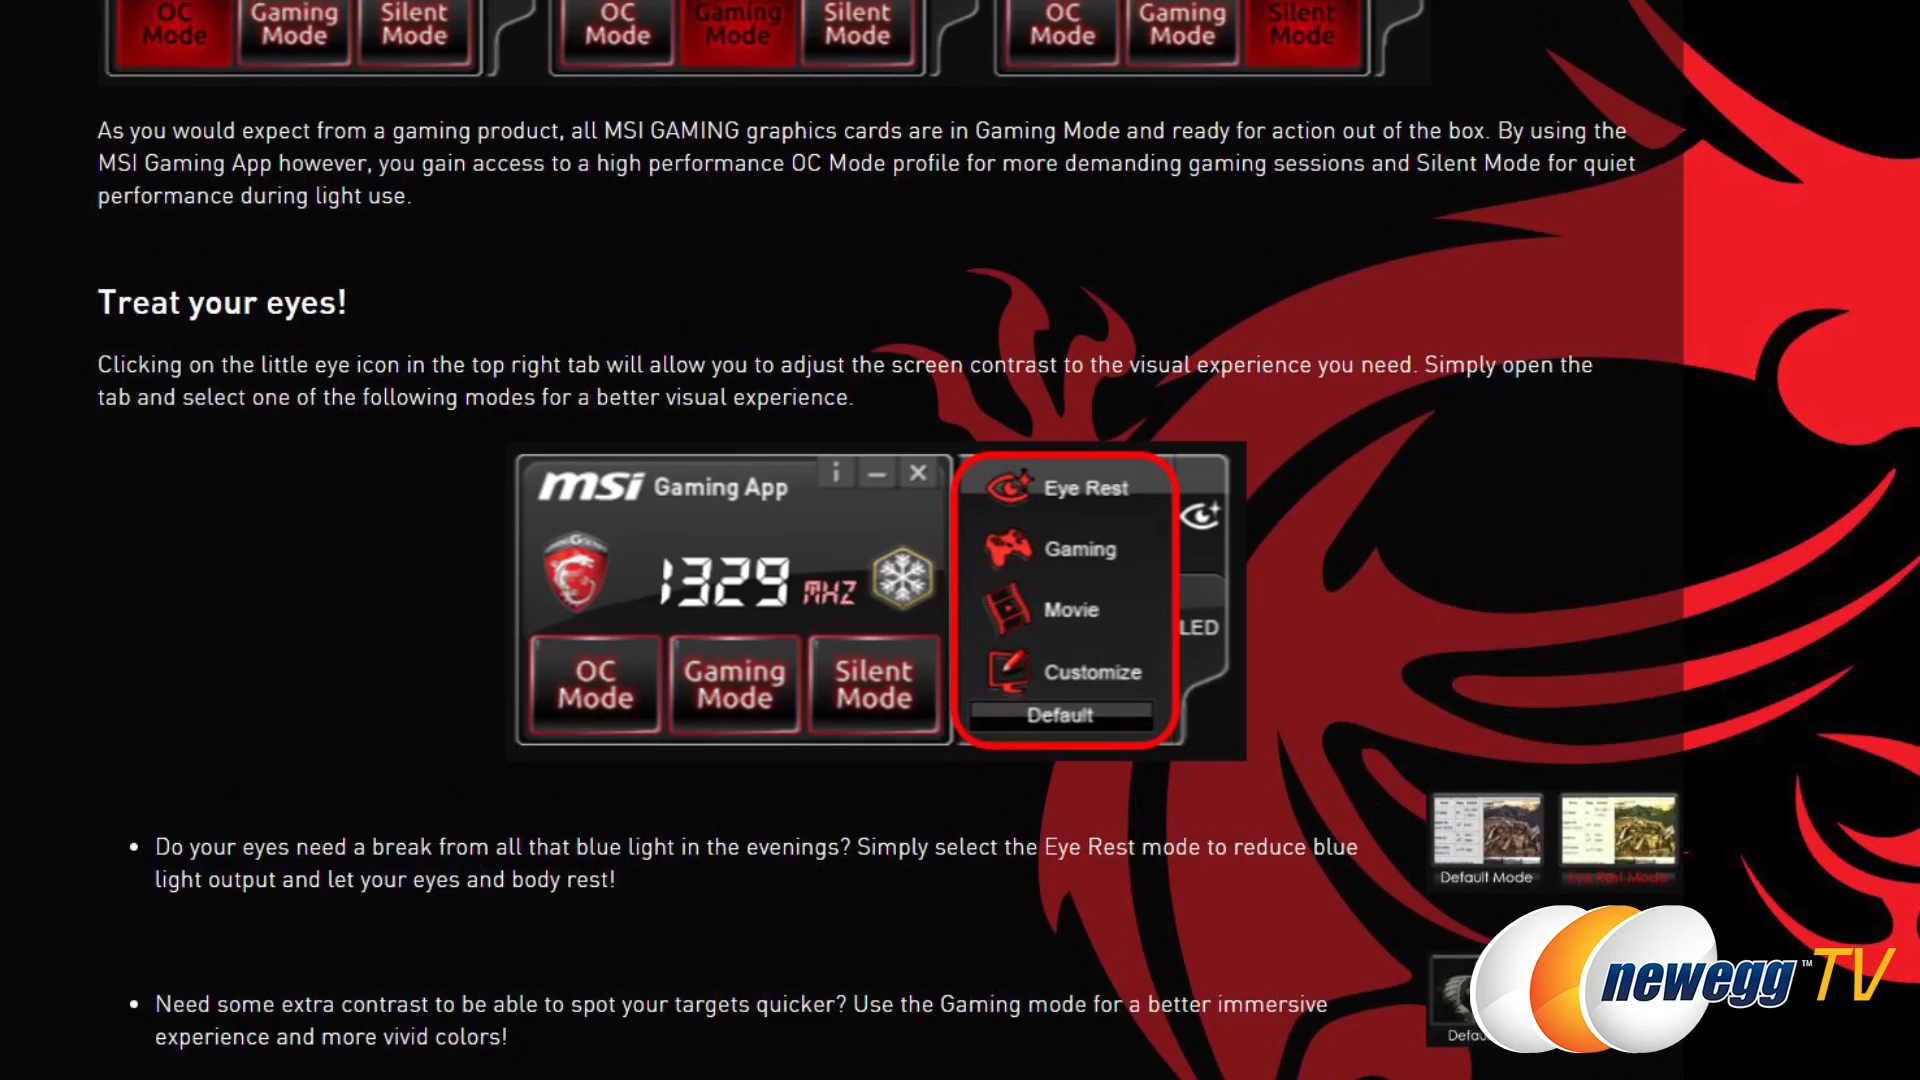 OC Gaming Silent OC Gaming Silent OC Gaming Silent
Mode Mode Mode Mode Mode Mode Mode Mode Mode
As you would expect from a gaming product, all MSI GAMING graphics cards are in Gaming Mode and ready for action out of the box. By using the
MSI Gaming App however, you gain access to a high performance OC Mode profile for more demanding gaming sessions and Silent Mode for quiet
performance during light use.
Treat your eyes!
Clicking on the little eye icon in the top right tab will allow you to adjust the screen contrast to the visual experience you need. Simply open the
tab and select one of the following modes for a better visual experience.
msi Gaming App
1329 MHZ
OC Gaming Silent
Mode Mode Mode
Eye Rest
Gaming
Movie
Customize
Default
LED
Do your eyes need a break from all that blue light in the evenings? Simply select the Eye Rest mode to reduce blue
light output and let your eyes and body rest!
Default Mode Eye Rest Mode
Need some extra contrast to be able to spot your targets quicker? Use the Gaming mode for a better immersive
experience and more vivid colors!
newegg™ TV